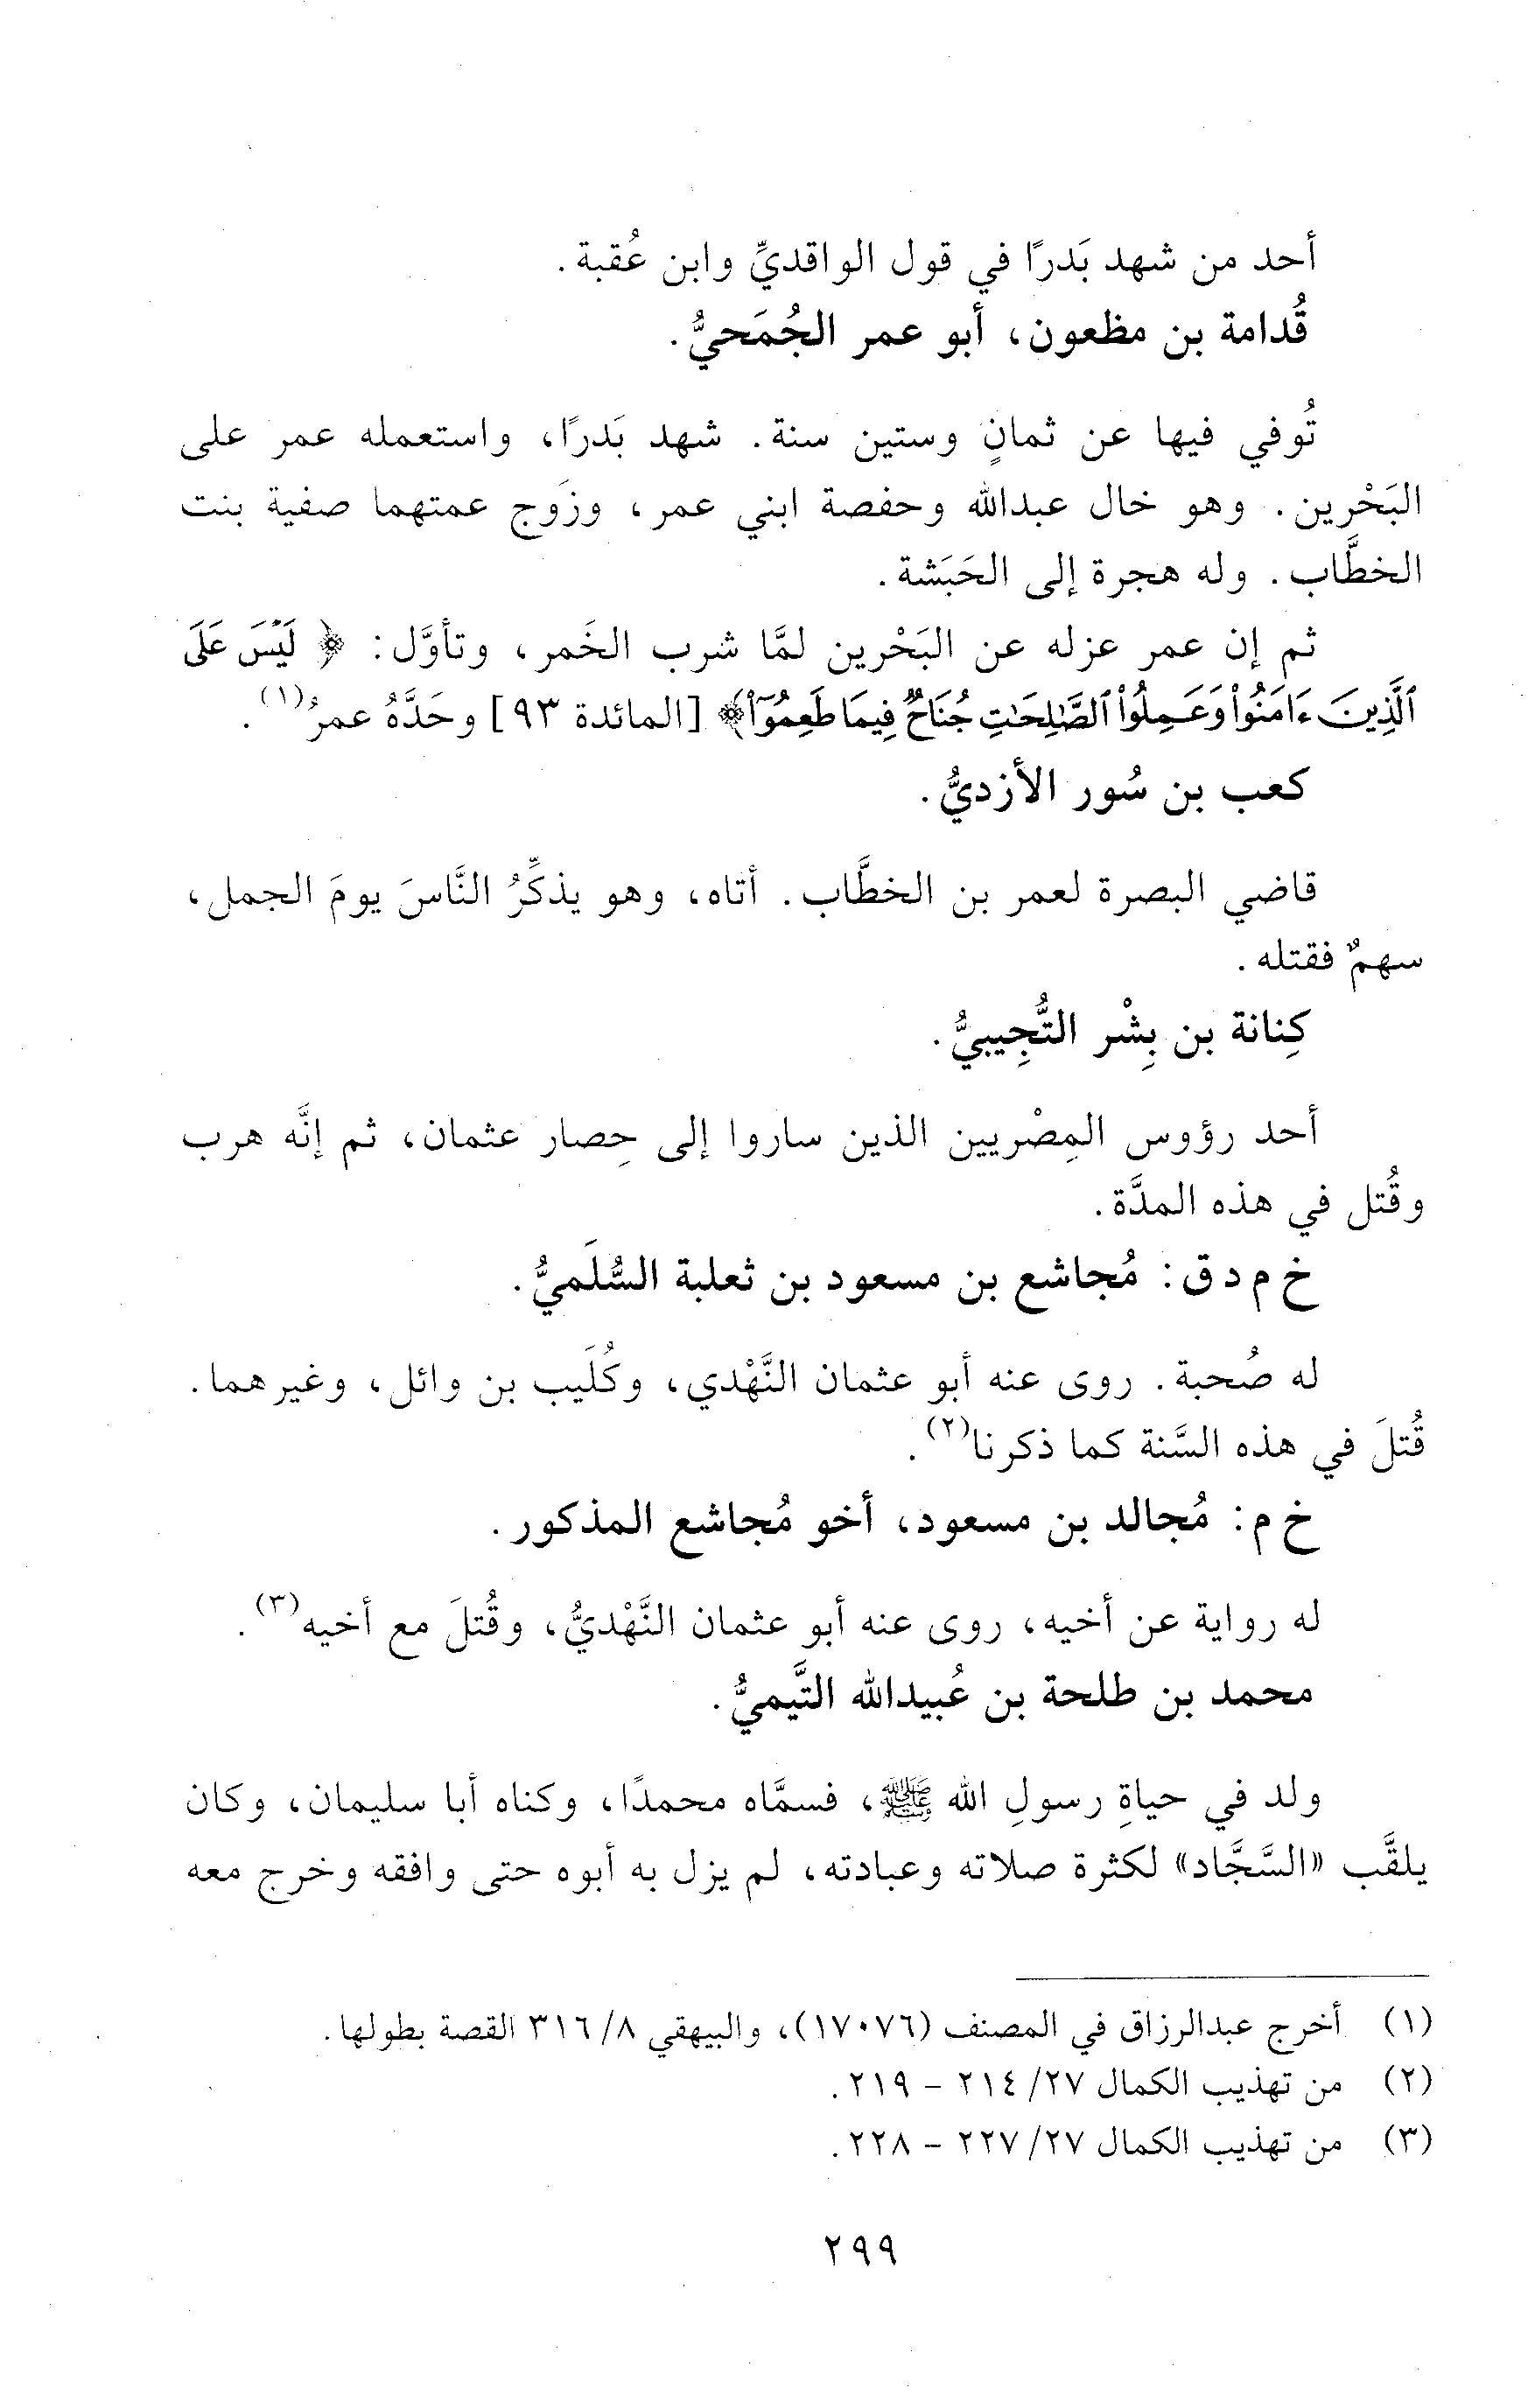 أحد من شهد بَدرًا في قول الواقديِّ وابن عُقبة.
قُدامة بن مظعون، أبو عمر الجُمَحيُّ.
تُوفي فيها عن ثمانٍ وستين سنة. شهد بَدرًا، واستعمله عمر على
البَحْرين. وهو خال عبدالله وحفصة ابني عمر، وزَوج عمتهما صفية بنت
الخطَّاب. وله هجرة إلى الحَبَشة.
ثم إن عمر عزله عن البَحْرين لمَّا شرب الخَمر، وتأوَّل: ﴿ لَيْسَ عَلَى
ٱلَّذِينَ ءَامَنُواْ وَعَمِلُواْ ٱلصَّٰلِحَٰتِ جُنَاحٌ فِيمَا طَعِمُوٓاْ﴾ [المائدة ٩٣] وحَدَّهُ عمرُ(١).
كعب بن سُور الأزديُّ.
قاضي البصرة لعمر بن الخطَّاب. أتاه، وهو يذكِّرُ النَّاسَ يومَ الجمل،
سهمٌ فقتله.
كِنانة بن بِشْر التُّجِيبيُّ.
أحد رؤوس المِصْريين الذين ساروا إلى حِصار عثمان، ثم إنَّه هرب
وقُتل في هذه المدَّة.
خ م د ق: مُجاشع بن مسعود بن ثعلبة السُّلَميُّ.
له صُحبة. روى عنه أبو عثمان النَّهْدي، وكُلَيب بن وائل، وغيرهما.
قُتلَ في هذه السَّنة كما ذكرنا(٢).
خ م: مُجالد بن مسعود، أخو مُجاشع المذكور.
له رواية عن أخيه، روى عنه أبو عثمان النَّهْديُّ، وقُتلَ مع أخيه(٣).
محمد بن طلحة بن عُبيدالله التَّيميُّ.
ولد في حياةِ رسولِ الله ﷺ، فسمَّاه محمدًا، وكناه أبا سليمان، وكان
يلقَّب «السَّجَّاد» لكثرة صلاته وعبادته، لم يزل به أبوه حتى وافقه وخرج معه
(١) أخرج عبدالرزاق في المصنف (١٧٠٧٦)، والبيهقي ٨/ ٣١٦ القصة بطولها.
(٢) من تهذيب الكمال ٢٧/ ٢١٤ - ٢١٩.
(٣) من تهذيب الكمال ٢٧/ ٢٢٧ - ٢٢٨.
٢٩٩